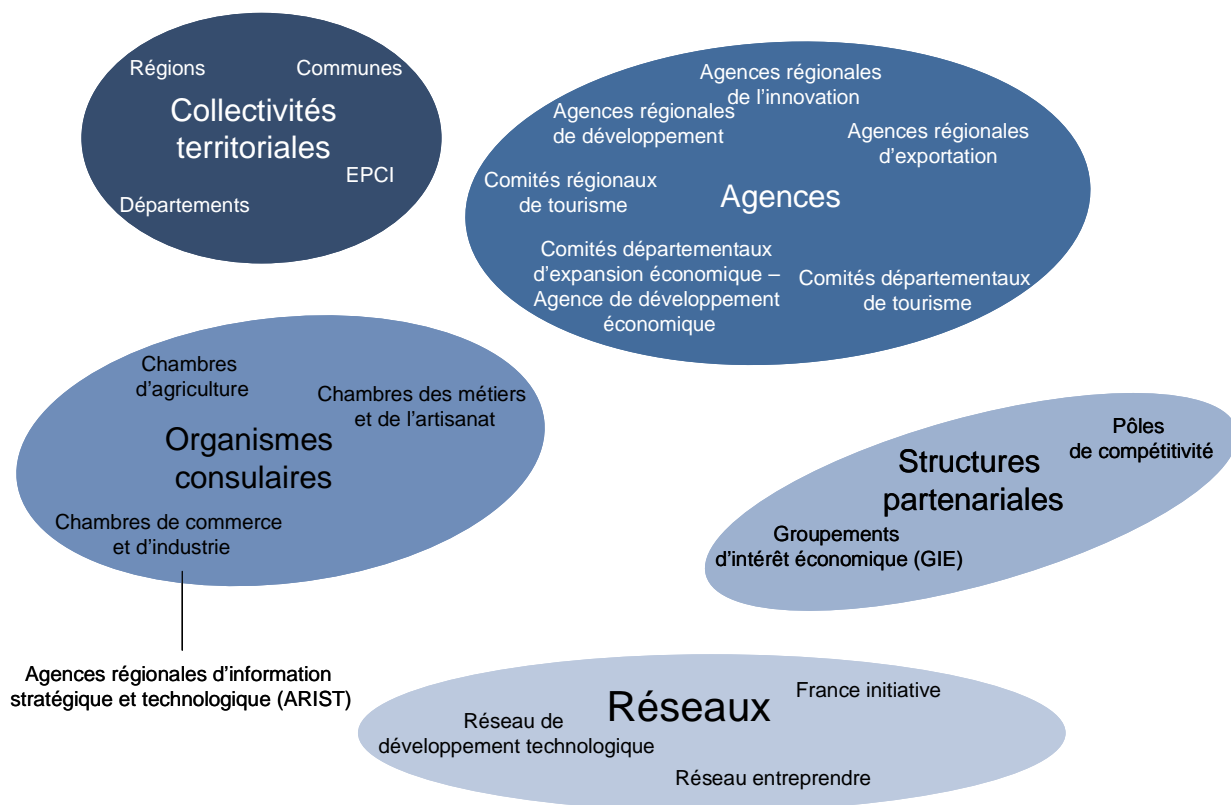 Régions
Communes
Collectivités
territoriales
EPCI
Départements
Agences régionales
de l’innovation
Agences régionales
de développement
Agences régionales
d’exportation
Comités régionaux
de tourisme
Agences
Comités départementaux
d’expansion économique –
Agence de développement
économique
Comités départementaux
de tourisme
Chambres
d’agriculture
Chambres des métiers
et de l’artisanat
Organismes
consulaires
Chambres de commerce
et d’industrie
Agences régionales d’information
stratégique et technologique (ARIST)
Pôles
de compétitivité
Structures
partenariales
Groupements
d’intérêt économique (GIE)
France initiative
Réseaux
Réseau de
développement technologique
Réseau entreprendre